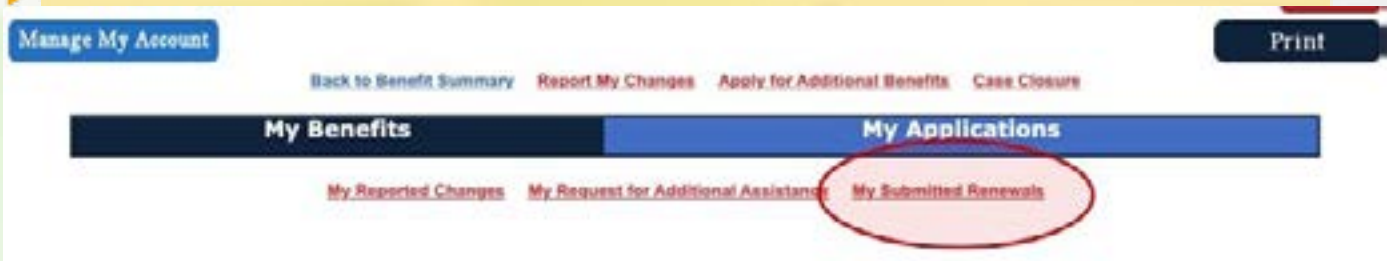 Manage My Account
Print
Back to Benefit Summary Report My Changes Apply for Additional Benefits Case Closure
My Benefits My Applications
My Reported Changes My Request for Additional Assistance My Submitted Renewals